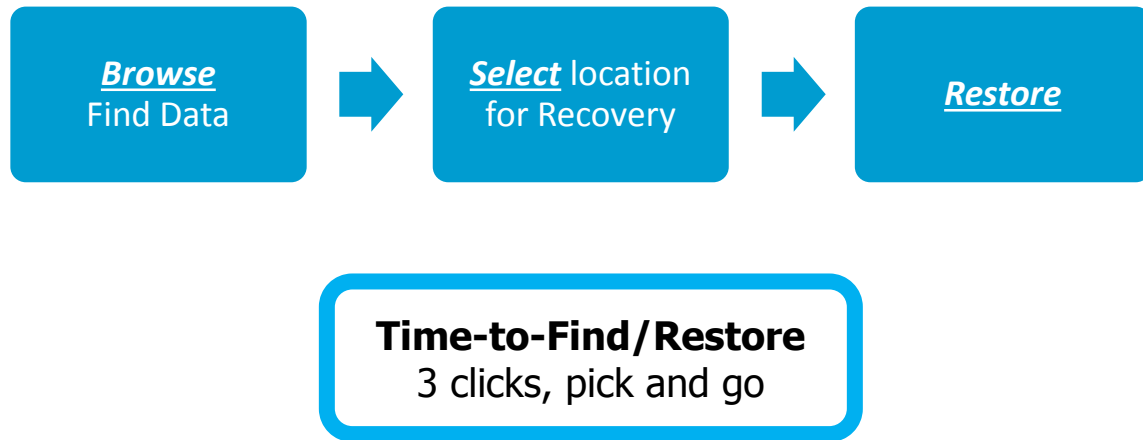 Browse
Find Data
Select location
for Recovery
Restore
Time-to-Find/Restore
3 clicks, pick and go